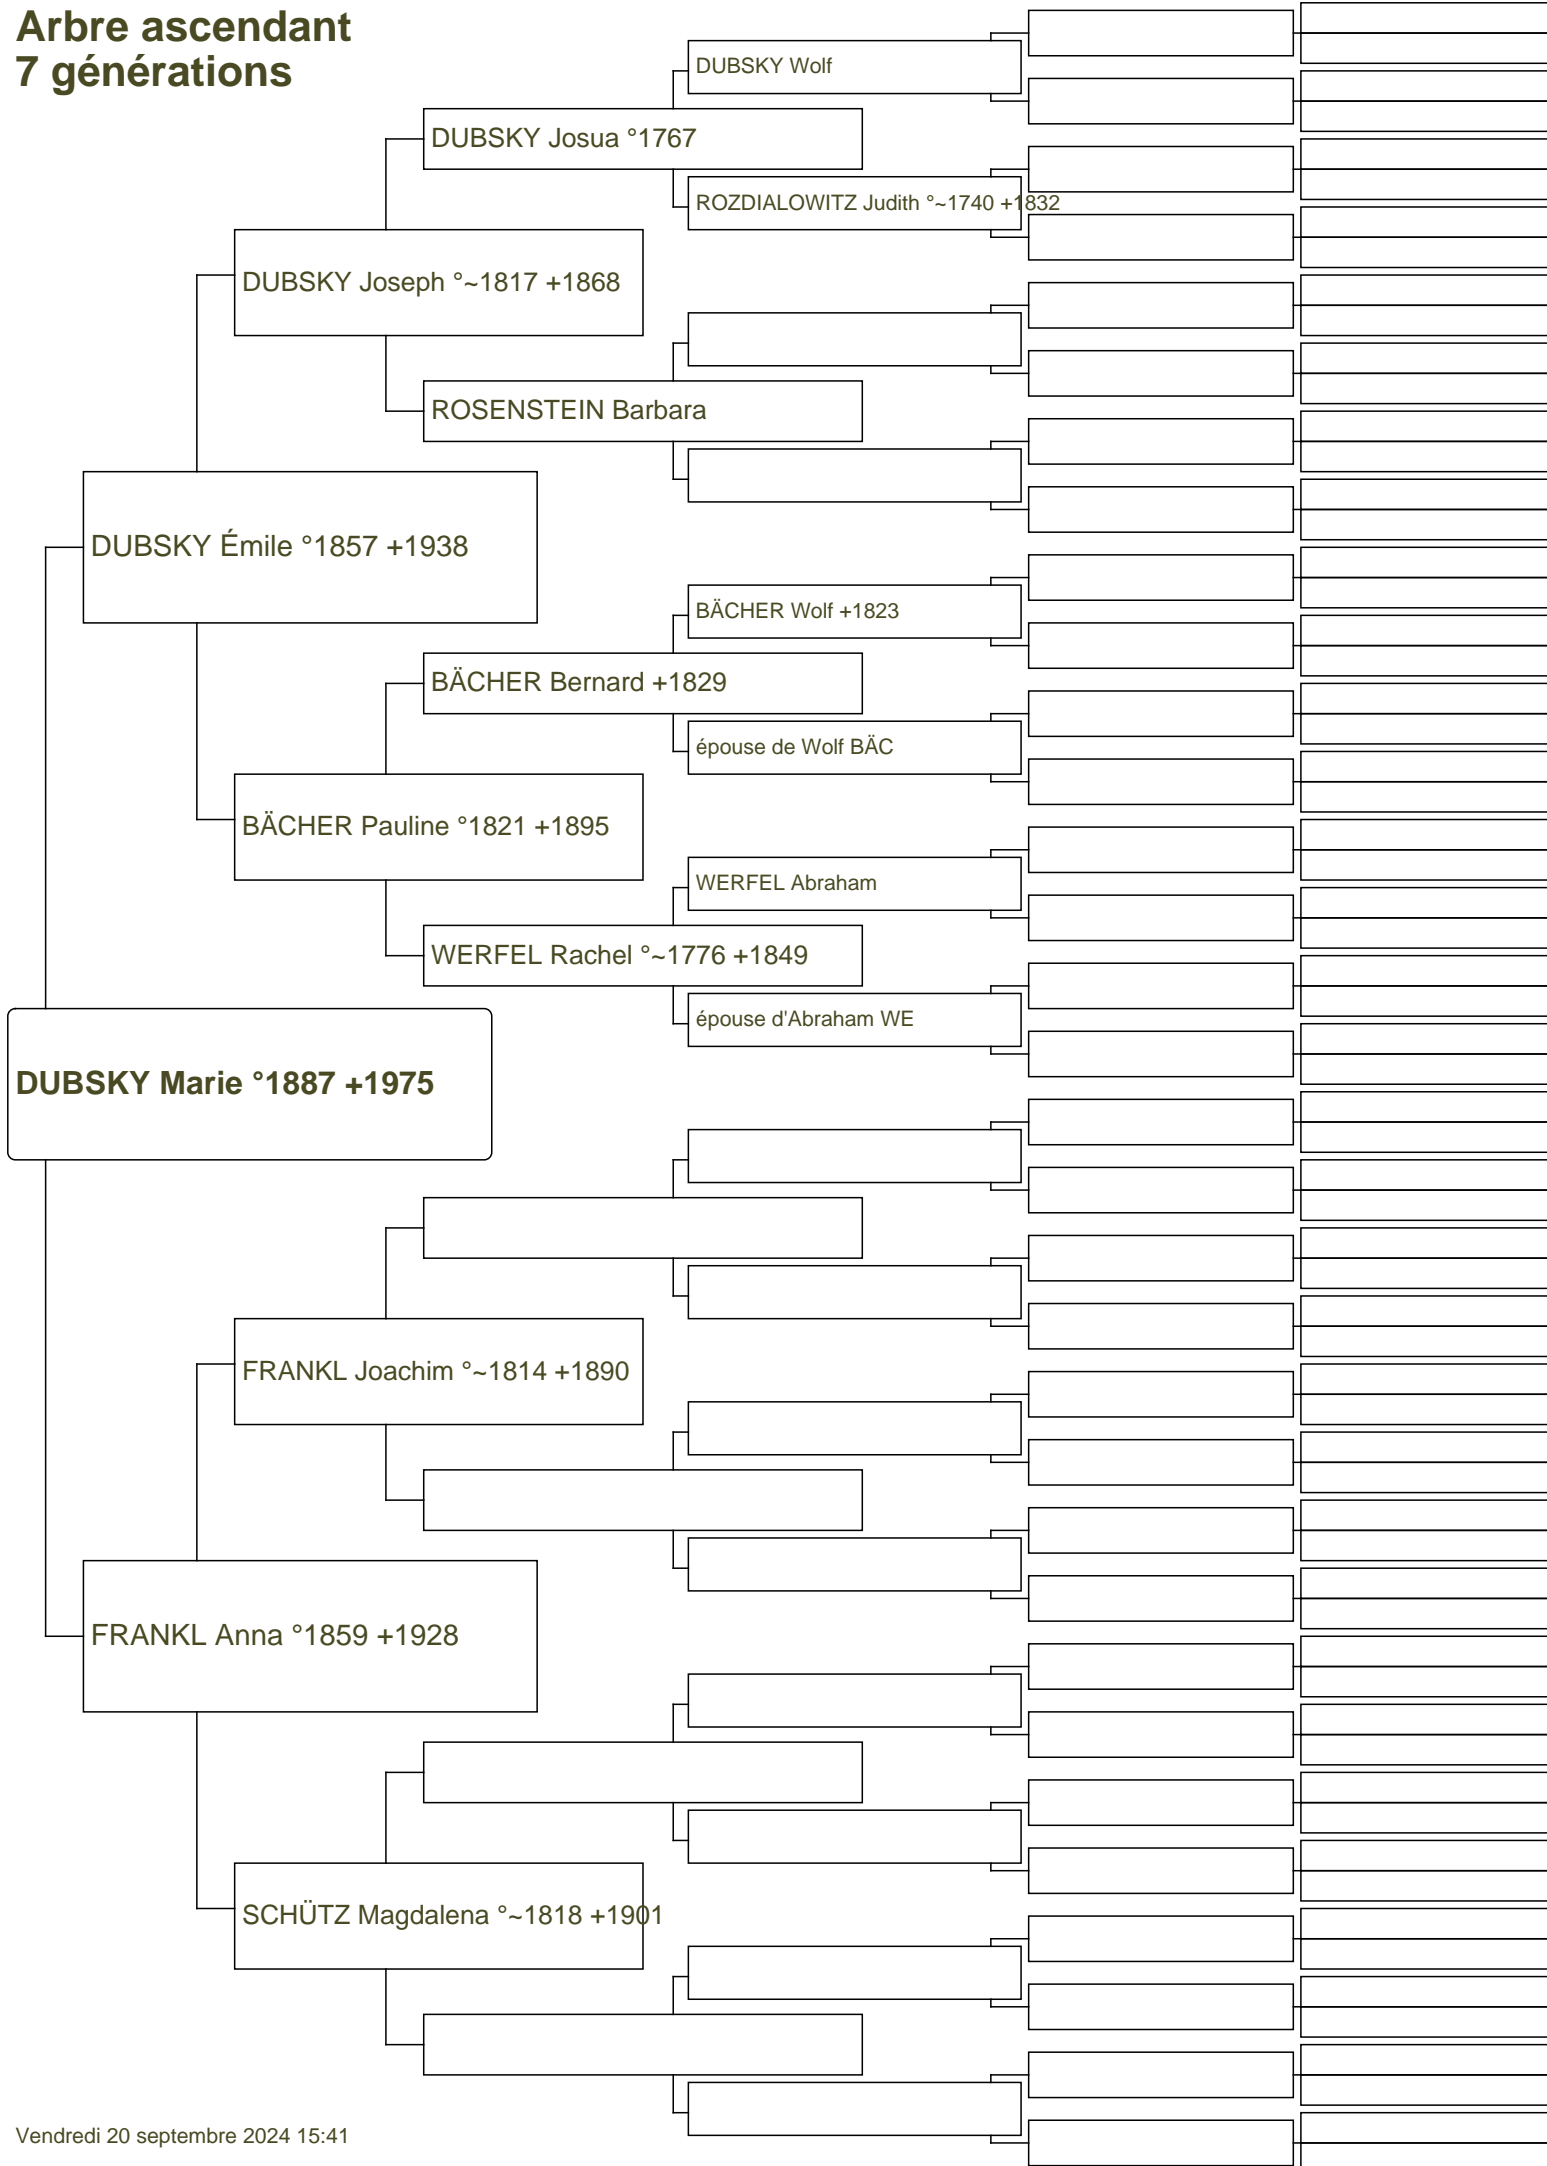 Arbre ascendant
7 générations
DUBSKY Wolf
DUBSKY Josua °1767
ROZDIALOWITZ Judith °~1740 +1832
DUBSKY Joseph °~1817 +1868
ROSENSTEIN Barbara
DUBSKY Émile °1857 +1938
BÄCHER Wolf +1823
BÄCHER Bernard +1829
épouse de Wolf BÄC
BÄCHER Pauline °1821 +1895
WERFEL Abraham
WERFEL Rachel °~1776 +1849
épouse d'Abraham WE
DUBSKY Marie °1887 +1975
FRANKL Joachim °~1814 +1890
FRANKL Anna °1859 +1928
SCHÜTZ Magdalena °~1818 +1901
Vendredi 20 septembre 2024 15:41